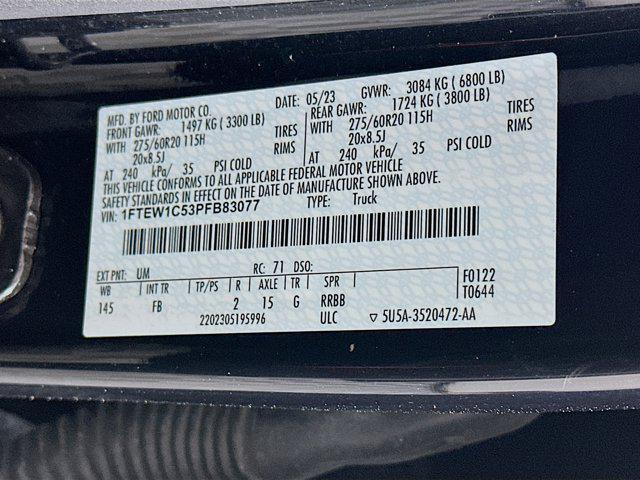 MFD. BY FORD MOTOR CO.
DATE: 05/23 GVWR: 3084 KG ( 6800 LB)
FRONT GAWR: 1497 KG ( 3300 LB)
WITH 275/60R20 115H TIRES
20x8.5J RIMS
AT 240 kPa/ 35 PSI COLD
REAR GAWR: 1724 KG ( 3800 LB)
WITH 275/60R20 115H TIRES
20x8.5J RIMS
AT 240 kPa/ 35 PSI COLD
THIS VEHICLE CONFORMS TO ALL APPLICABLE FEDERAL MOTOR VEHICLE
SAFETY STANDARDS IN EFFECT ON THE DATE OF MANUFACTURE SHOWN ABOVE.
VIN: 1FTEW1C53PFB83077 TYPE: Truck
EXT PNT: UM RC: 71 DSO:
F0122
T0644
WB INT TR TP/PS R AXLE TR SPR
145 FB 2 15 G RRBB
2202305195996 ULC ▽ 5U5A-3520472-AA